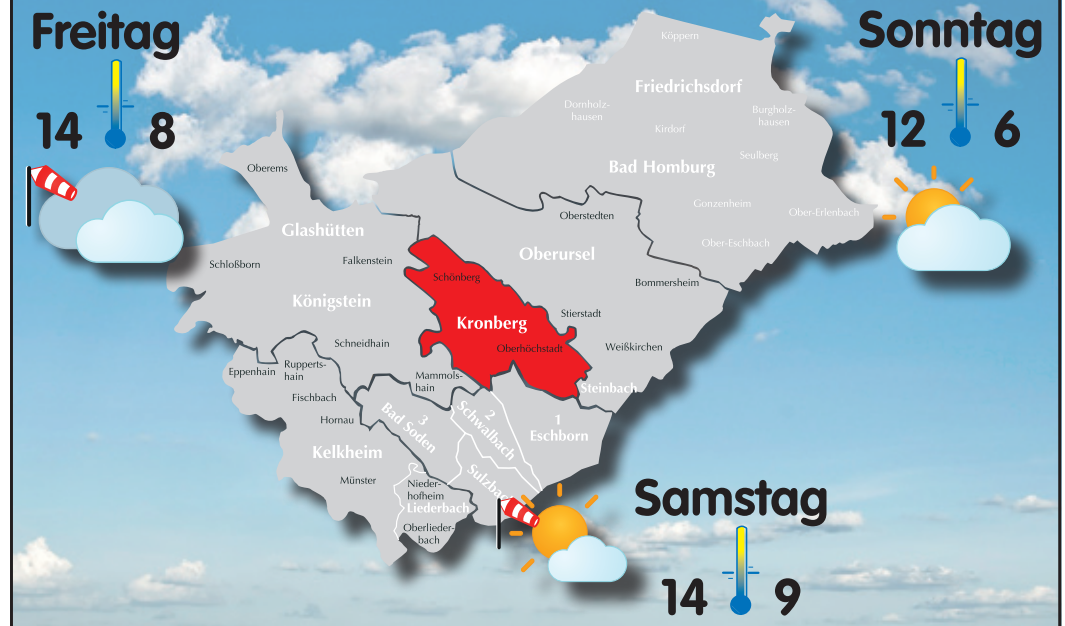 Freitag
14 8
Sonntag
12 6
Köppern
Friedrichsdorf
Dornholz-
hausen
Burgholz-
hausen
Kirdorf
Seulberg
Bad Homburg
Oberems
Gonzenheim
Ober-Erlenbach
Oberstedten
Glashütten
Ober-Eschbach
Oberursel
Falkenstein
Schloßborn
Schönberg
Bommersheim
Königstein
Stierstadt
Kronberg
Schneidhain
Oberhöchstadt
Weißkirchen
Eppenhain
Rupperts-
hain
Mammols-
hain
Steinbach
Fischbach
Hornau
3
Bad Soden
2
Schwalbach
1
Eschborn
Kelkheim
Münster
Nieder-
hofheim
Sulzbach
Liederbach
Oberlieder-
bach
Samstag
14 9